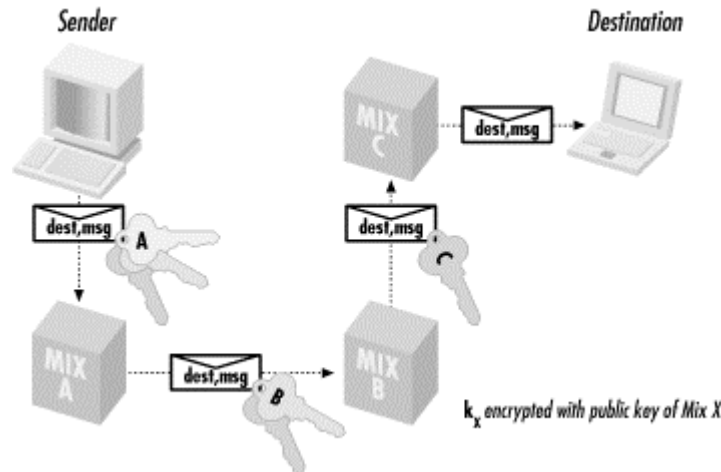 Sender
Destination
MIX
C
dest,msg
dest,msg
A
dest,msg
C
MIX
A
dest,msg
B
MIX
B
kx encrypted with public key of Mix X